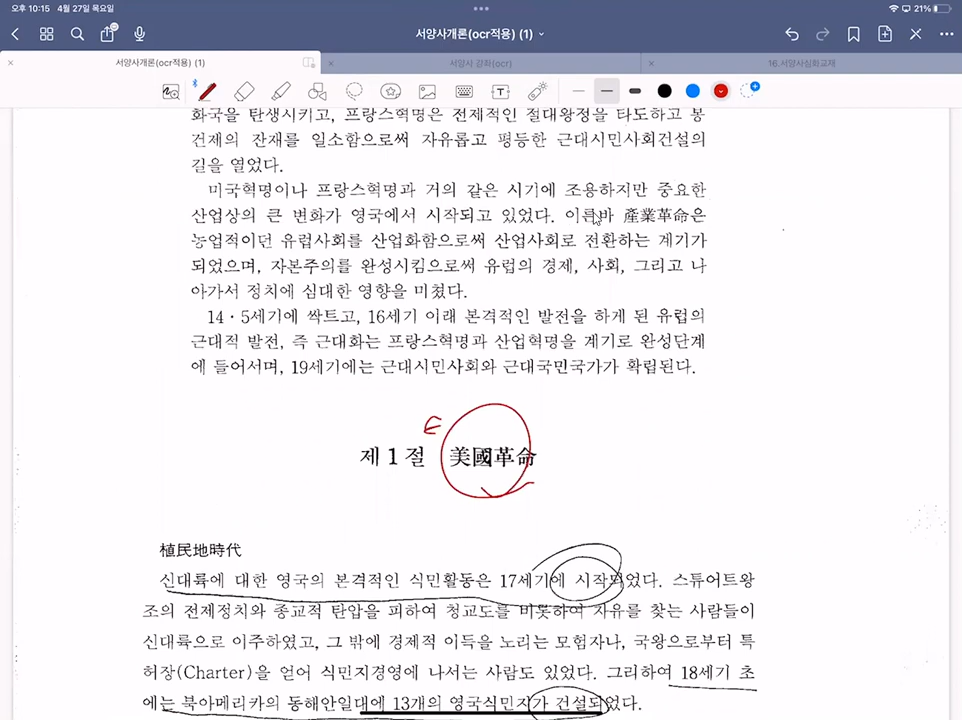 오후 10:15 4월 27일 목요일
21%
서양사개론(ocr적용) (1)
서양사개론(ocr적용) (1)
서양사 강좌(ocr)
16.서양사심화교재
화국을 탄생시키고, 프랑스혁명은 전제적인 절대왕정을 타도하고 봉
건제의 잔재를 일소함으로써 자유롭고 평등한 근대시민사회건설의
길을 열었다.
미국혁명이나 프랑스혁명과 거의 같은 시기에 조용하지만 중요한
산업상의 큰 변화가 영국에서 시작되고 있었다. 이른바 産業革命은
농업적이던 유럽사회를 산업화함으로써 산업사회로 전환하는 계기가
되었으며, 자본주의를 완성시킴으로써 유럽의 경제, 사회, 그리고 나
아가서 정치에 심대한 영향을 미쳤다.
14·5세기에 싹트고, 16세기 이래 본격적인 발전을 하게 된 유럽의
근대적 발전, 즉 근대화는 프랑스혁명과 산업혁명을 계기로 완성단계
에 들어서며, 19세기에는 근대시민사회와 근대국민국가가 확립된다.
제 1 절 美國革命
植民地時代
신대륙에 대한 영국의 본격적인 식민활동은 17세기에 시작되었다. 스튜어트왕
조의 전제정치와 종교적 탄압을 피하여 청교도를 비롯하여 자유를 찾는 사람들이
신대륙으로 이주하였고, 그 밖에 경제적 이득을 노리는 모험자나, 국왕으로부터 특
허장(Charter)을 얻어 식민지경영에 나서는 사람도 있었다. 그리하여 18세기 초
에는 북아메리카의 동해안일대에 13개의 영국식민지가 건설되었다.